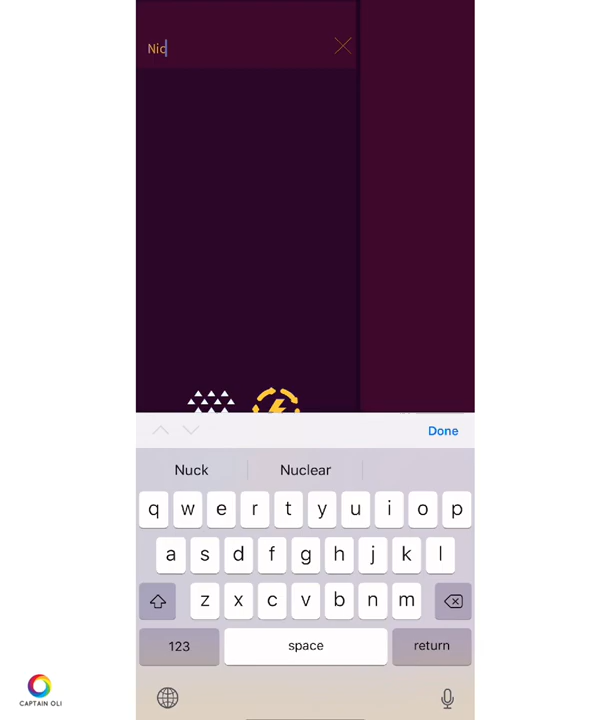 Nic
Done
Nuck Nuclear
q w e r t y u i o p
a s d f g h j k l
z x c v b n m
123 space return
CAPTAIN OLI